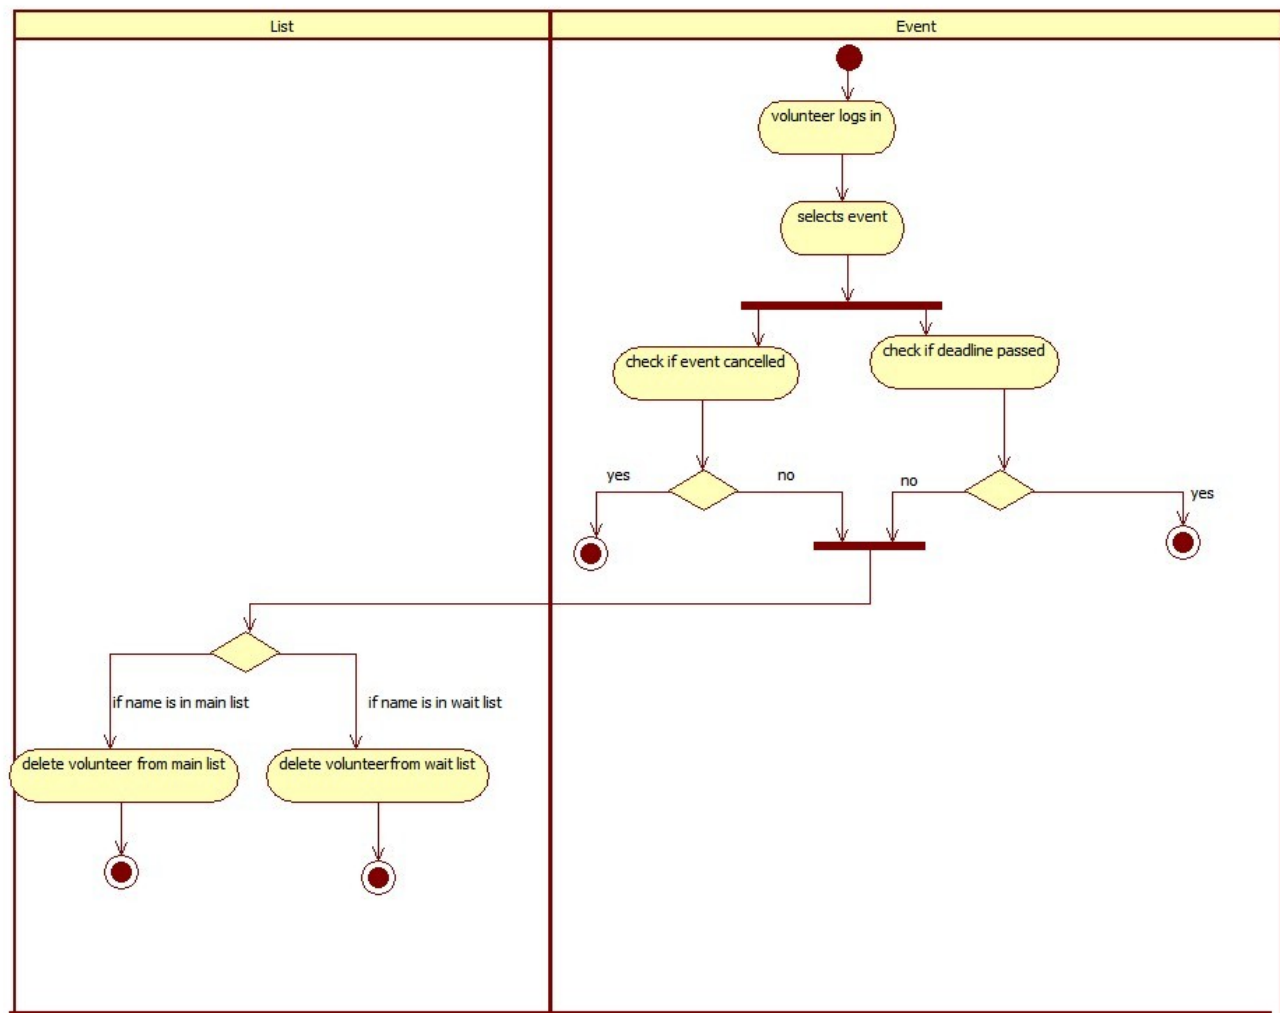 List
Event
volunteer logs in
selects event
check if event cancelled
check if deadline passed
yes
no
no
yes
if name is in main list
if name is in wait list
delete volunteer from main list
delete volunteerfrom wait list